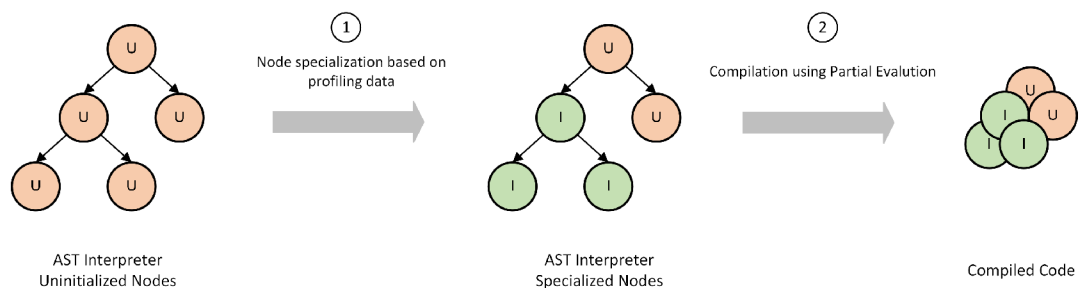 1
2
Node specialization based on
profiling data
Compilation using Partial Evalution
U
U
U
U
U
U
I
U
I
I
U
I
U
I
I
AST Interpreter
Uninitialized Nodes
AST Interpreter
Specialized Nodes
Compiled Code